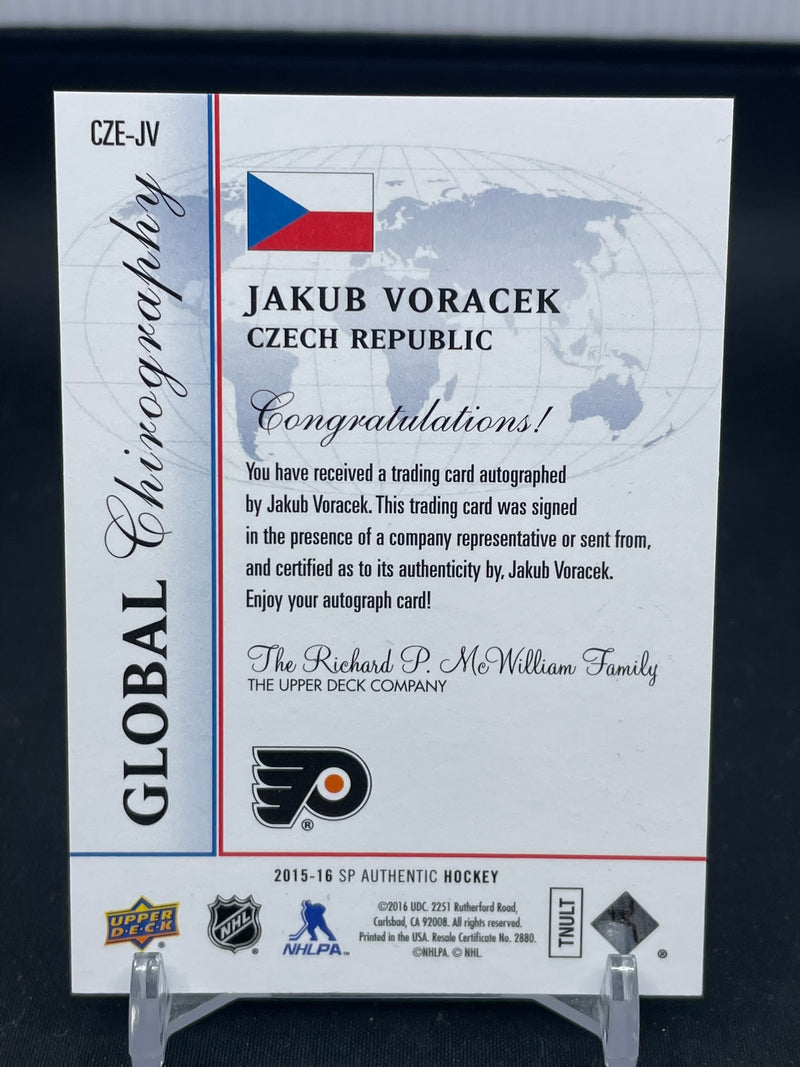 CZE-JV
GLOBAL Chirography
JAKUB VORACEK
CZECH REPUBLIC
Congratulations!
You have received a trading card autographed
by Jakub Voracek. This trading card was signed
in the presence of a company representative or sent from,
and certified as to its authenticity by, Jakub Voracek.
Enjoy your autograph card!
The Richard P. McWilliam Family
THE UPPER DECK COMPANY
®
2015-16 SP AUTHENTIC HOCKEY
UPPER
D·E·C·K
®
NHL
®
NHLPA™
©2016 UDC. 2251 Rutherford Road,
Carlsbad, CA 92008. All rights reserved.
Printed in the USA. Resale Certificate No. 2880.
©NHLPA. © NHL.
TNULT
®